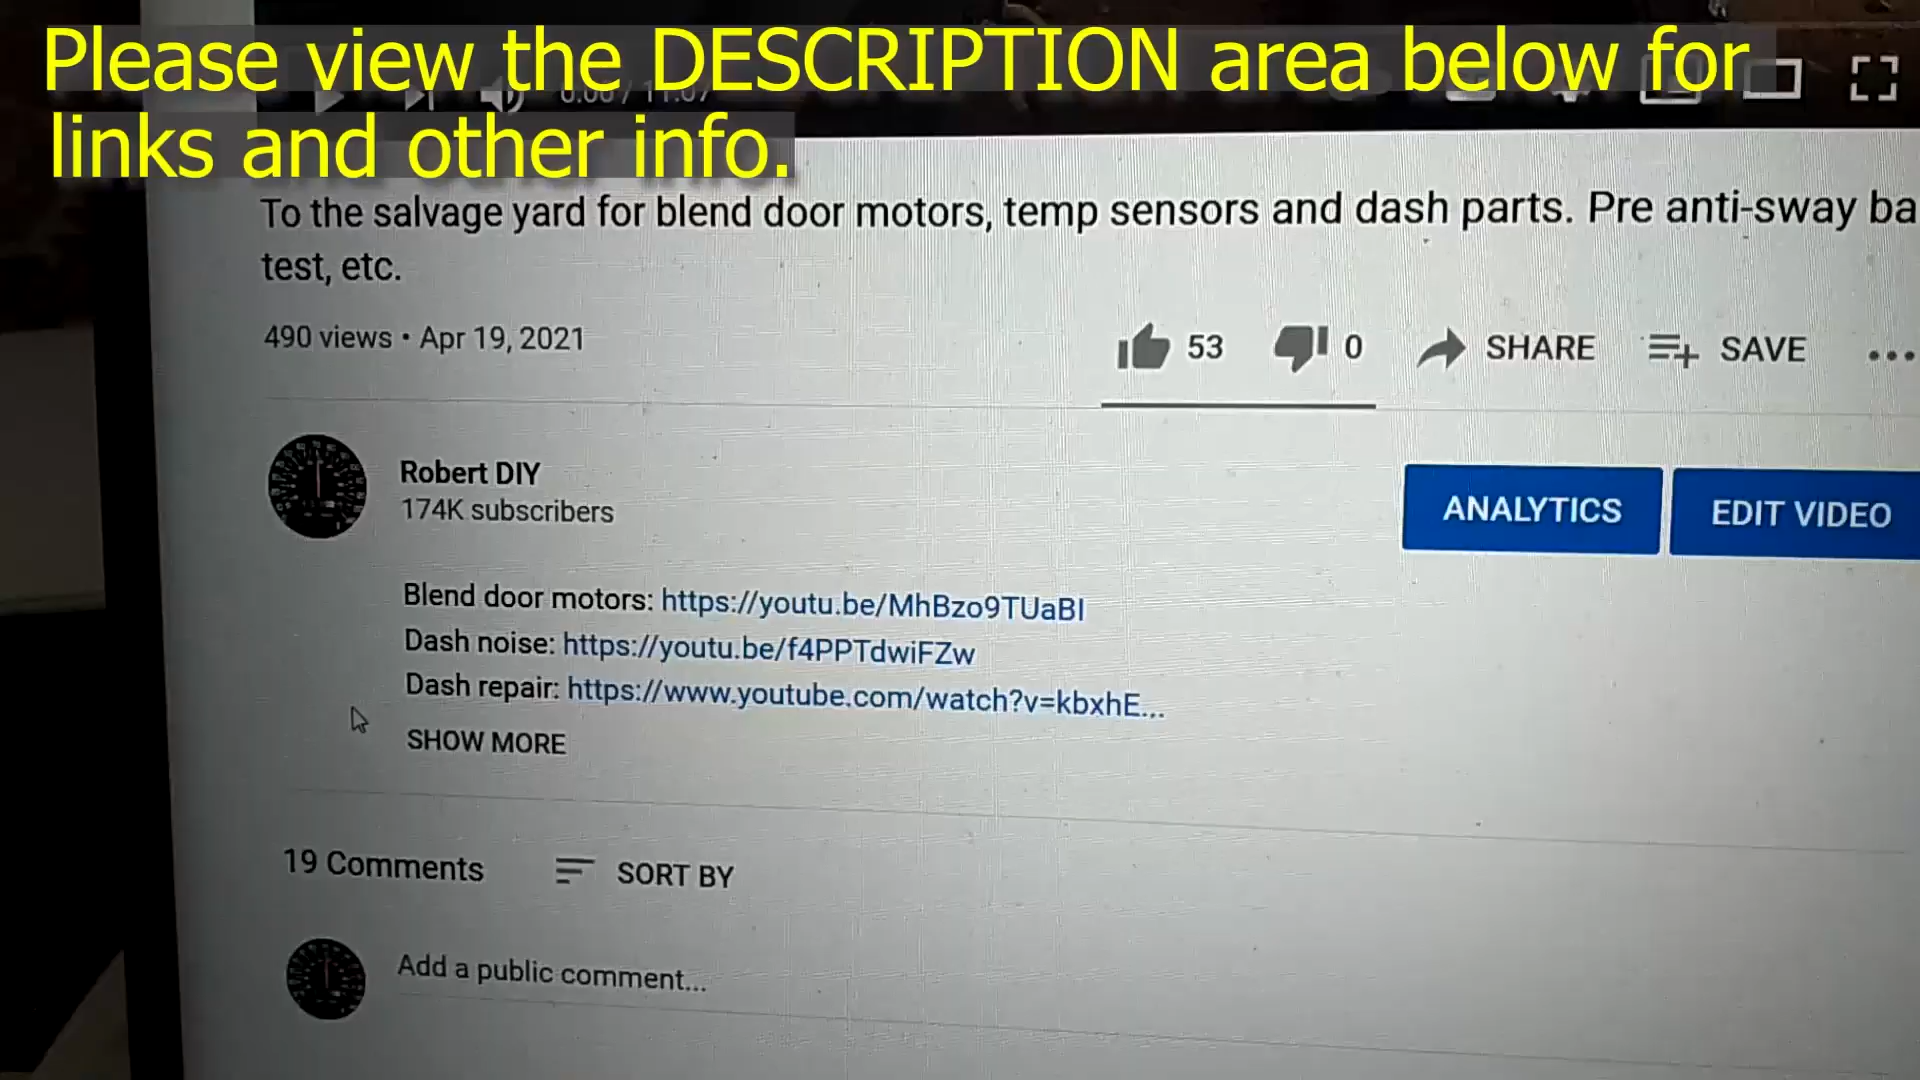 Please view the DESCRIPTION area below for
links and other info.
0:00 / 11:07
To the salvage yard for blend door motors, temp sensors and dash parts. Pre anti-sway ba
test, etc.
490 views • Apr 19, 2021
53
0
SHARE
SAVE
Robert DIY
174K subscribers
ANALYTICS
EDIT VIDEO
Blend door motors: https://youtu.be/MhBzo9TUaBI
Dash noise: https://youtu.be/f4PPTdwiFZw
Dash repair: https://www.youtube.com/watch?v=kbxhE...
SHOW MORE
19 Comments
SORT BY
Add a public comment...